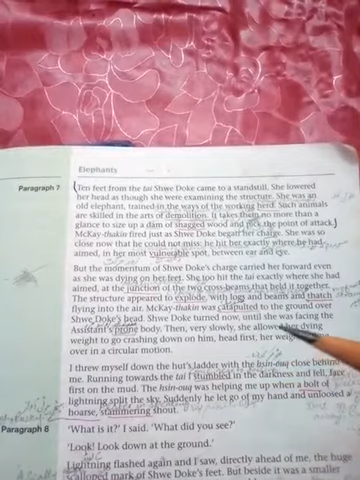 Elephants
Paragraph 7
Ten feet from the tai Shwe Doke came to a standstill. She lowered
her head as though she were examining the structure. She was an
old elephant, trained in the ways of the working herd. Such animals
are skilled in the arts of demolition. It takes them no more than a
glance to size up a dam of snagged wood and pick the point of attack.
McKay-thakin fired just as Shwe Doke began her charge. She was so
close now that he could not miss: he hit her exactly where he had
aimed, in her most vulnerable spot, between ear and eye.
But the momentum of Shwe Doke's charge carried her forward even
as she was dying on her feet. She too hit the tai exactly where she had
aimed, at the junction of the two cross-beams that held it together.
The structure appeared to explode, with logs and beams and thatch
flying into the air. McKay-thakin was catapulted to the ground over
Shwe Doke's head. Shwe Doke turned now, until she was facing the
Assistant's prone body. Then, very slowly, she allowed her dying
weight to go crashing down on him, head first, her weight
over in a circular motion.
I threw myself down the hut's ladder with the hsin-ouq close behind
me. Running towards the tai I stumbled in the darkness and fell, face
first on the mud. The hsin-ouq was helping me up when a bolt of
lightning split the sky. Suddenly he let go of my hand and unloosed a
hoarse, stammering shout.
Paragraph 8
'What is it?' I said. 'What did you see?'
'Look! Look down at the ground.'
Lightning flashed again and I saw, directly ahead of me, the huge
scalloped mark of Shwe Doke's feet. But beside it was a smaller